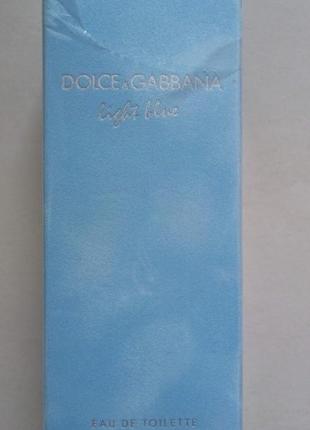 DOLCE & GABBANA
light blue
EAU DE TOILETTE